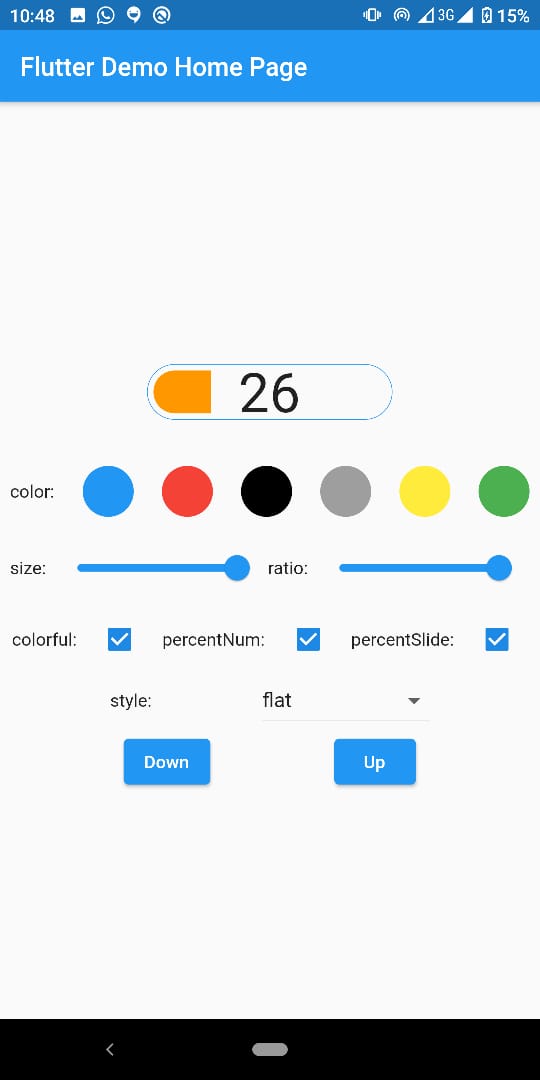 10:48 3G 15%
Flutter Demo Home Page
26
color:
size: ratio:
colorful: percentNum: percentSlide:
style: flat
Down Up